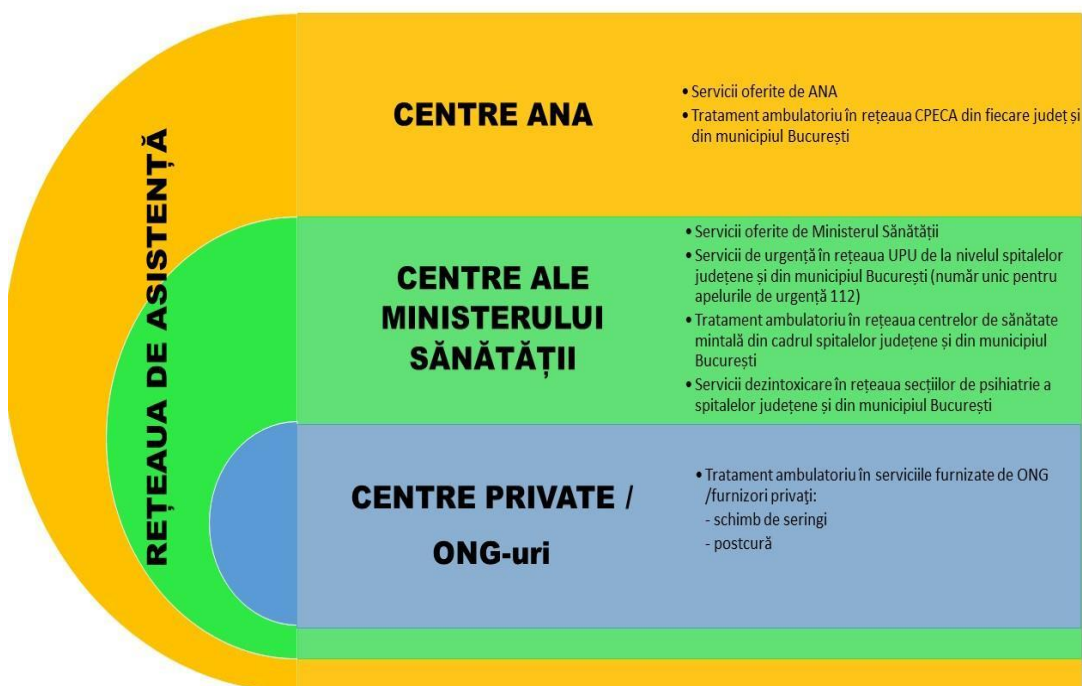 REȚEAUA DE ASISTENȚĂ
CENTRE ANA
• Servicii oferite de ANA
• Tratament ambulatoriu în rețeaua CPECA din fiecare județ și
din municipiul București
CENTRE ALE
MINISTERULUI
SĂNĂTĂȚII
• Servicii oferite de Ministerul Sănătății
• Servicii de urgență în rețeaua UPU de la nivelul spitalelor
județene și din municipiul București (număr unic pentru
apelurile de urgență 112)
• Tratament ambulatoriu în rețeaua centrelor de sănătate
mintală din cadrul spitalelor județene și din municipiul
București
• Servicii dezintoxicare în rețeaua secțiilor de psihiatrie a
spitalelor județene și din municipiul București
CENTRE PRIVATE /
ONG-uri
• Tratament ambulatoriu în serviciile furnizate de ONG
/furnizori privați:
- schimb de seringi
- postcură